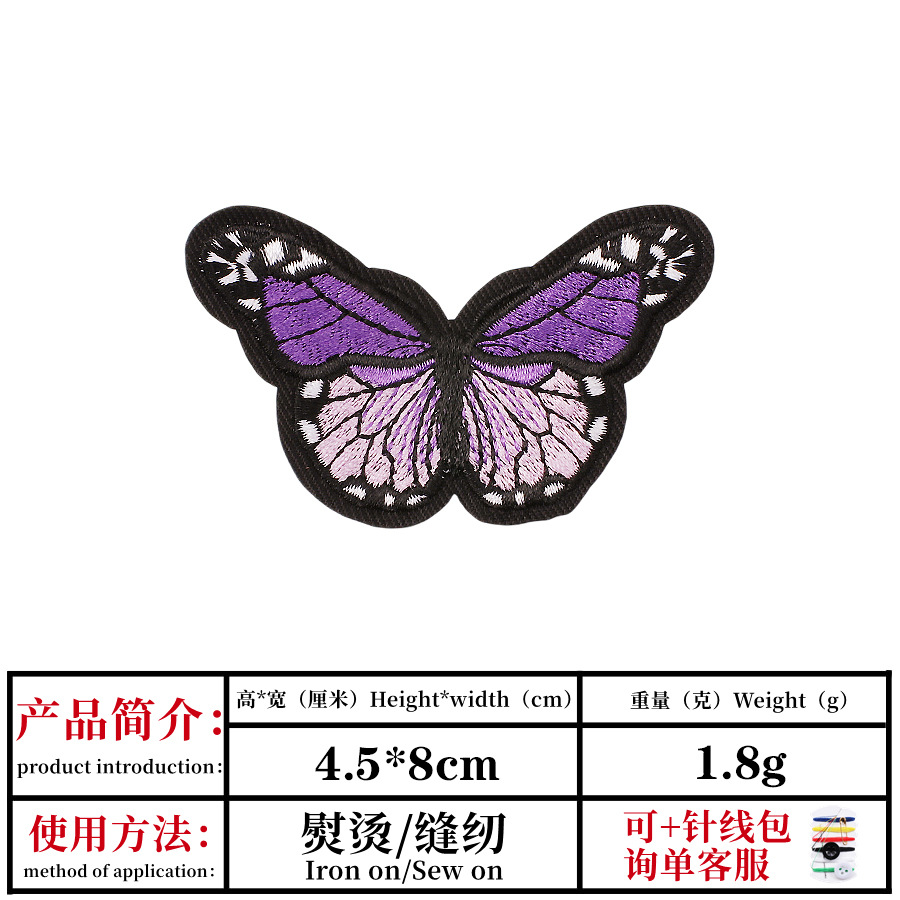 产品简介：
product introduction：
高*宽（厘米）Height*width（cm）
重量（克）Weight（g）
4.5*8cm
1.8g
使用方法：
method of application：
熨烫/缝纫
Iron on/Sew on
可+针线包
询单客服